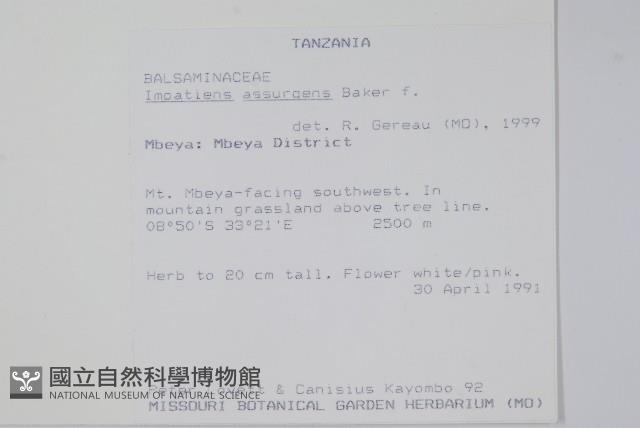 TANZANIA
BALSAMINACEAE
Impatiens assurgens Baker f.
det. R. Gereau (MO), 1999
Mbeya: Mbeya District
Mt. Mbeya-facing southwest. In
mountain grassland above tree line.
08°50'S 33°21'E 2500 m
Herb to 20 cm tall. Flower white/pink.
30 April 1991
Peter Lovett & Canisius Kayombo 92
MISSOURI BOTANICAL GARDEN HERBARIUM (MO)
國立自然科學博物館
NATIONAL MUSEUM OF NATURAL SCIENCE